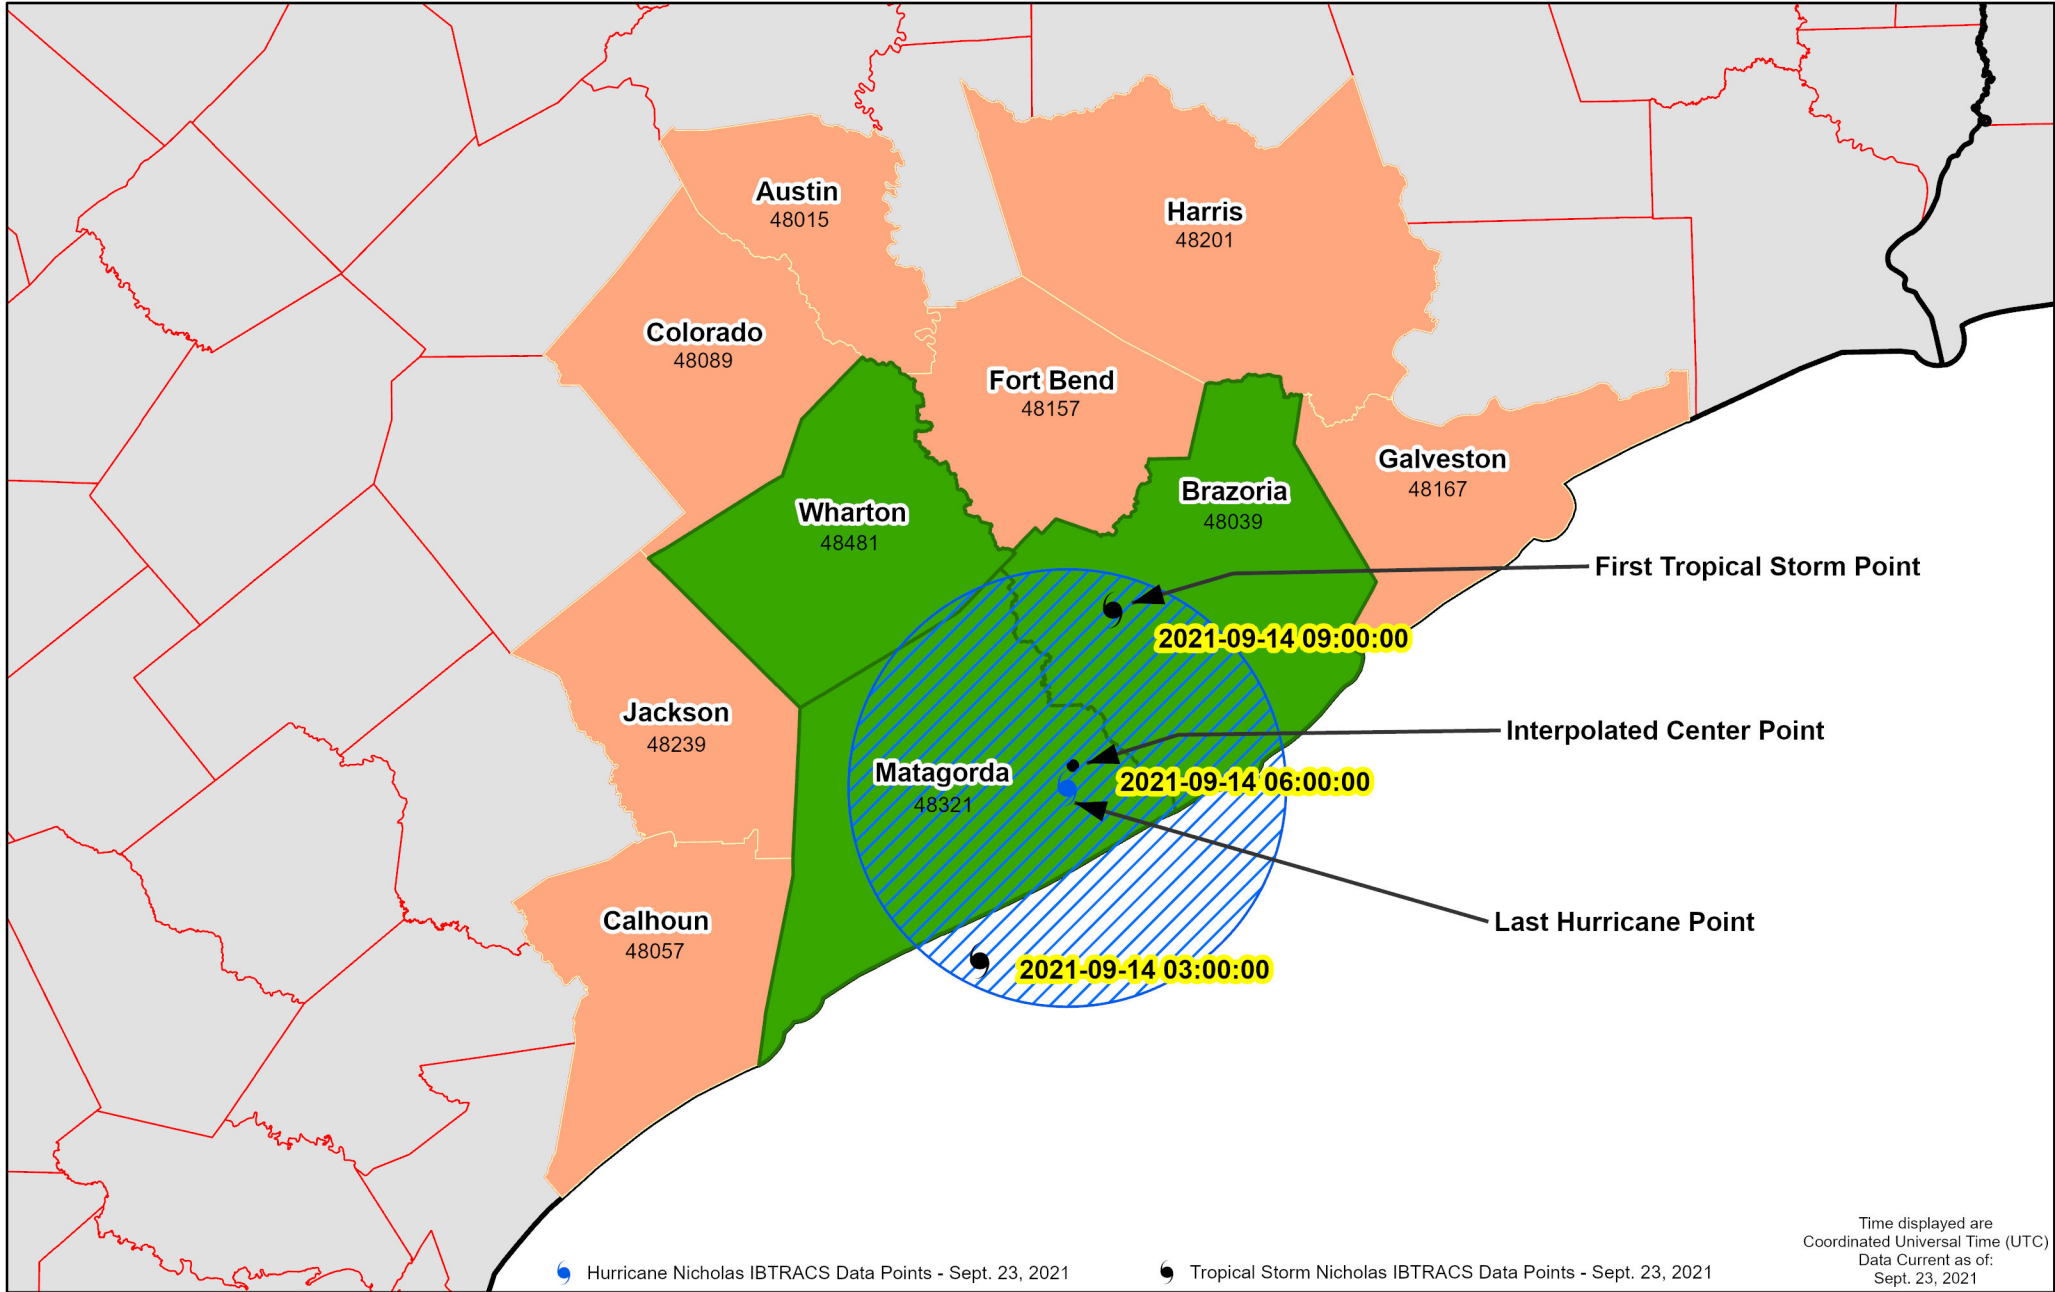 Austin
48015
Harris
48201
Colorado
48089
Fort Bend
48157
Galveston
48167
Brazoria
48039
Wharton
48481
First Tropical Storm Point
2021-09-14 09:00:00
Jackson
48239
Interpolated Center Point
Matagorda
48321
2021-09-14 06:00:00
Calhoun
48057
Last Hurricane Point
2021-09-14 03:00:00
Time displayed are
Coordinated Universal Time (UTC)
Data Current as of:
Sept. 23, 2021
Hurricane Nicholas IBTRACS Data Points - Sept. 23, 2021
Tropical Storm Nicholas IBTRACS Data Points - Sept. 23, 2021